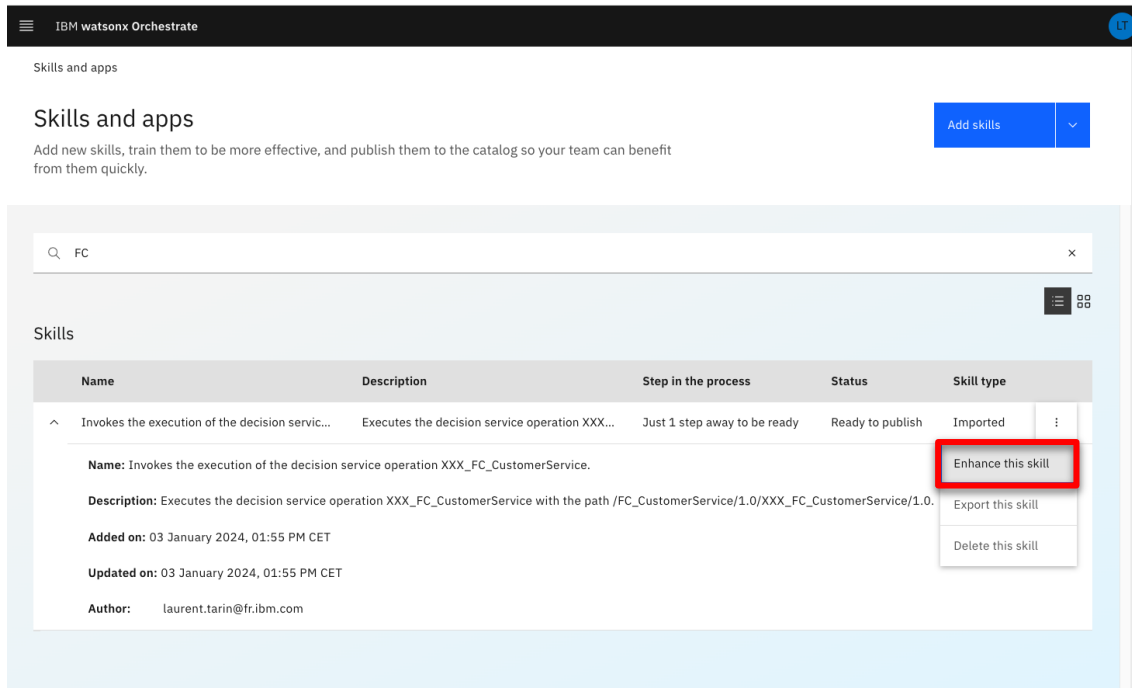 IBM watsonx Orchestrate
LT
Skills and apps
Skills and apps
Add skills
Add new skills, train them to be more effective, and publish them to the catalog so your team can benefit
from them quickly.
FC
Skills
Name Description Step in the process Status Skill type
Invokes the execution of the decision servic... Executes the decision service operation XXX... Just 1 step away to be ready Ready to publish Imported
Enhance this skill
Name: Invokes the execution of the decision service operation XXX_FC_CustomerService.
Description: Executes the decision service operation XXX_FC_CustomerService with the path /FC_CustomerService/1.0/XXX_FC_CustomerService/1.0.
Export this skill
Added on: 03 January 2024, 01:55 PM CET
Delete this skill
Updated on: 03 January 2024, 01:55 PM CET
Author: laurent.tarin@fr.ibm.com